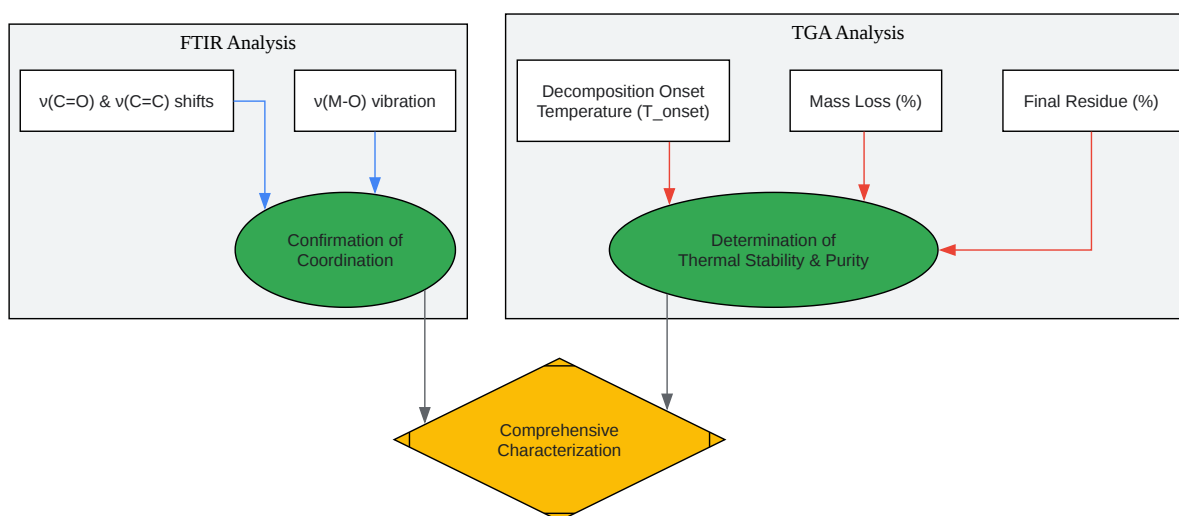 FTIR Analysis
ν(C=O) & ν(C=C) shifts
ν(M-O) vibration
Confirmation of
Coordination
TGA Analysis
Decomposition Onset
Temperature (T_onset)
Mass Loss (%)
Final Residue (%)
Determination of
Thermal Stability & Purity
Comprehensive
Characterization